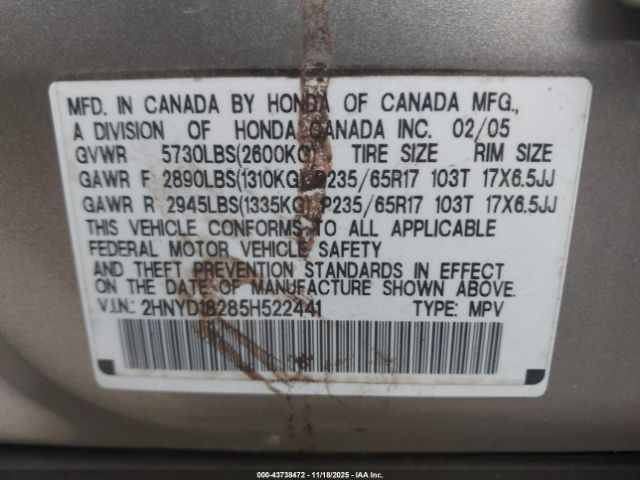 MFD. IN CANADA BY HONDA OF CANADA MFG.,
A DIVISION OF HONDA CANADA INC. 02/05
GVWR 5730LBS(2600KG) TIRE SIZE RIM SIZE
GAWR F 2890LBS(1310KG) P235/65R17 103T 17X6.5JJ
GAWR R 2945LBS(1335KG) P235/65R17 103T 17X6.5JJ
THIS VEHICLE CONFORMS TO ALL APPLICABLE
FEDERAL MOTOR VEHICLE SAFETY
AND THEFT PREVENTION STANDARDS IN EFFECT
ON THE DATE OF MANUFACTURE SHOWN ABOVE.
V.I.N.: 2HNYD18285H522441 TYPE: MPV
000-43738472 - 11/18/2025 - IAAI.COM